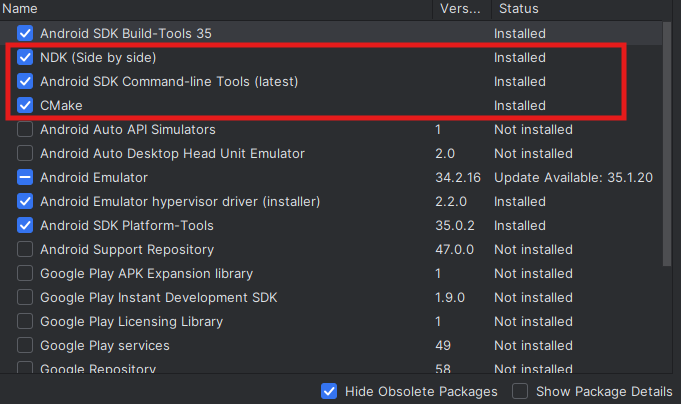 Name Vers... Status
Android SDK Build-Tools 35 Installed
NDK (Side by side) Installed
Android SDK Command-line Tools (latest) Installed
CMake Installed
Android Auto API Simulators 1 Not installed
Android Auto Desktop Head Unit Emulator 2.0 Not installed
Android Emulator 34.2.16 Update Available: 35.1.20
Android Emulator hypervisor driver (installer) 2.2.0 Installed
Android SDK Platform-Tools 35.0.2 Installed
Android Support Repository 47.0.0 Not installed
Google Play APK Expansion library 1 Not installed
Google Play Instant Development SDK 1.9.0 Not installed
Google Play Licensing Library 1 Not installed
Google Play services 49 Not installed
Google Repository 58 Not installed
Hide Obsolete Packages Show Package Details